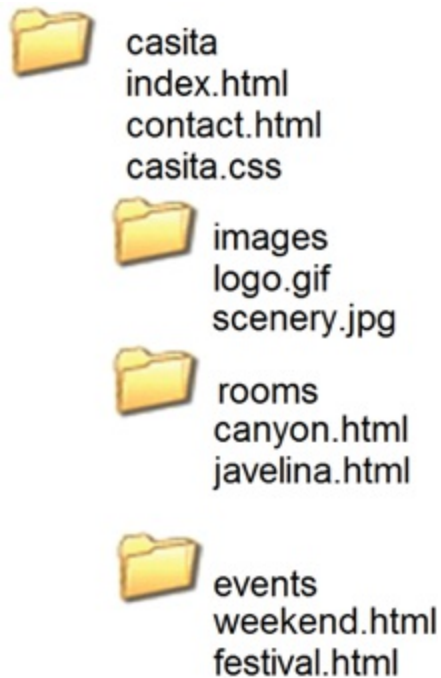 casita
index.html
contact.html
casita.css
images
logo.gif
scenery.jpg
rooms
canyon.html
javelina.html
events
weekend.html
festival.html